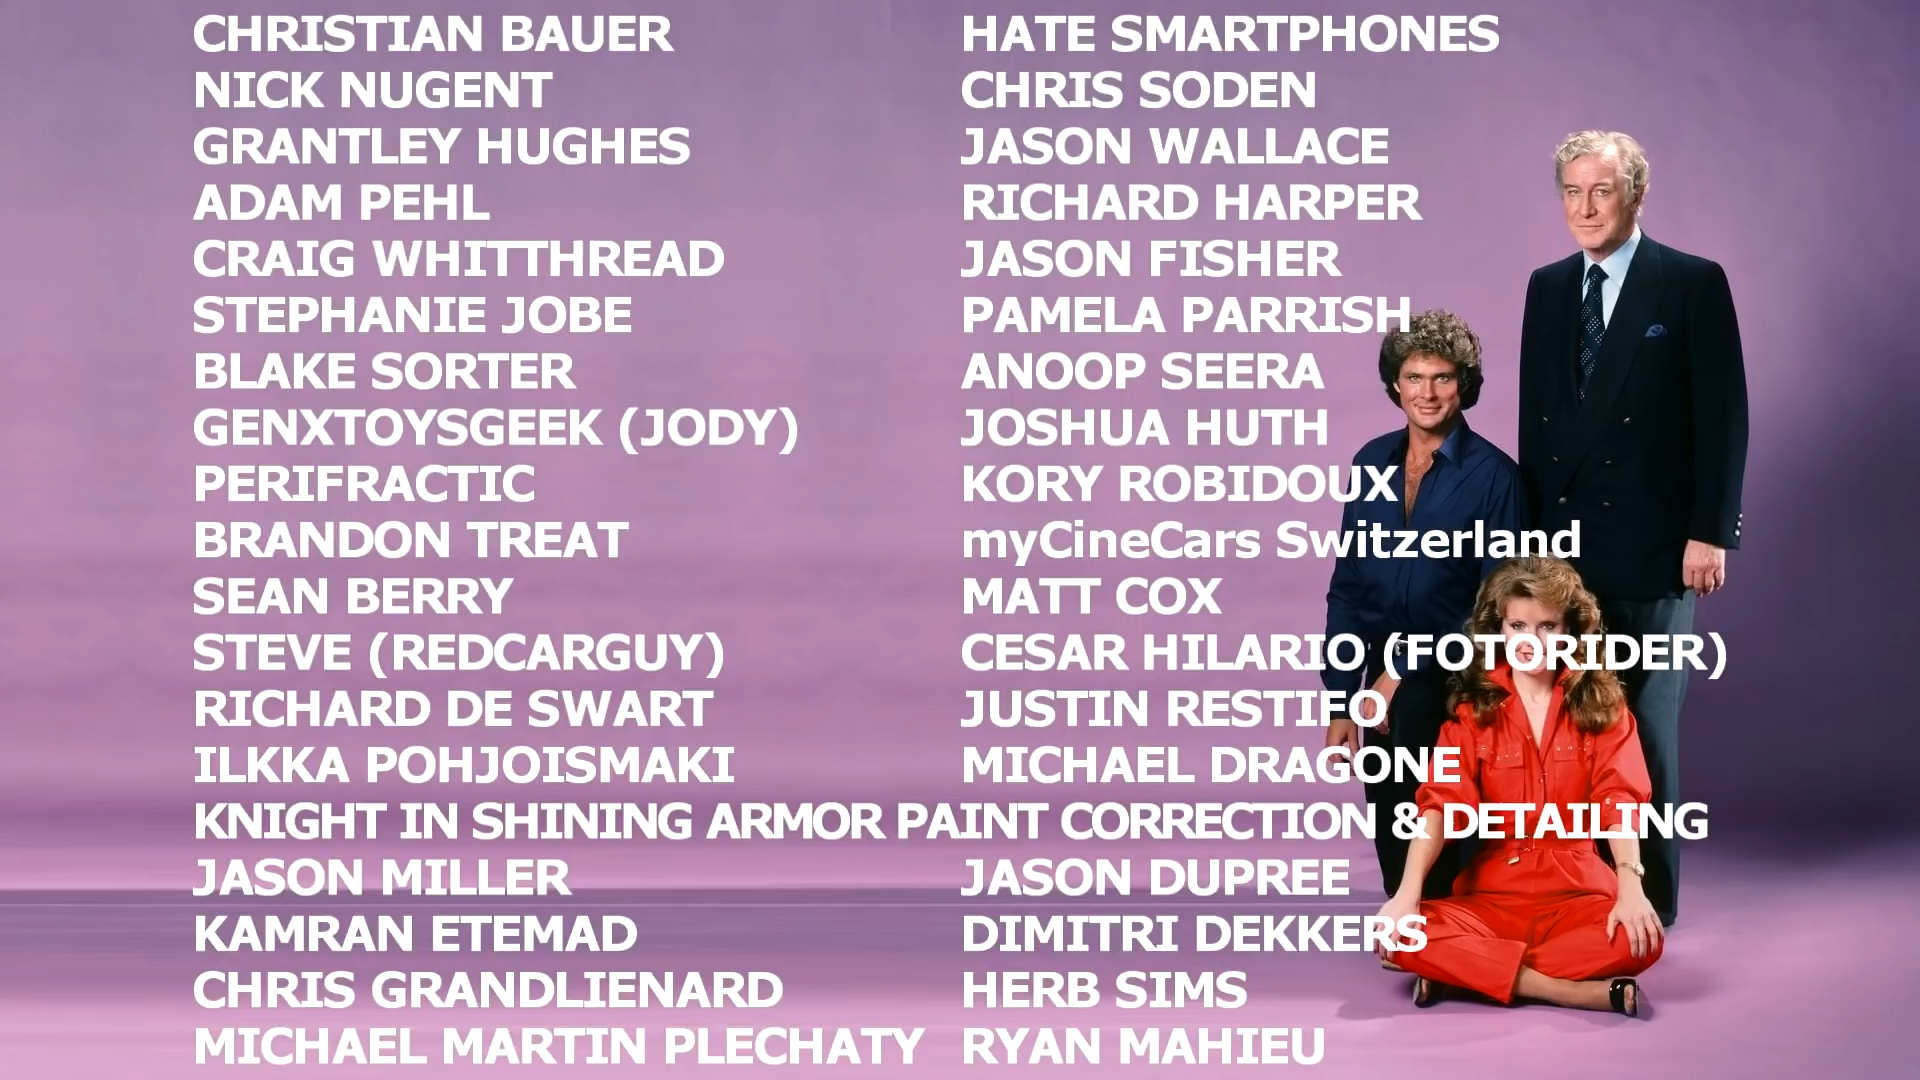 CHRISTIAN BAUER HATE SMARTPHONES
NICK NUGENT CHRIS SODEN
GRANTLEY HUGHES JASON WALLACE
ADAM PEHL RICHARD HARPER
CRAIG WHITTHREAD JASON FISHER
STEPHANIE JOBE PAMELA PARRISH
BLAKE SORTER ANOOP SEERA
GENXTOYSGEEK (JODY) JOSHUA HUTH
PERIFRACTIC KORY ROBIDOUX
BRANDON TREAT myCineCars Switzerland
SEAN BERRY MATT COX
STEVE (REDCARGUY) CESAR HILARIO (FOTORIDER)
RICHARD DE SWART JUSTIN RESTIFO
ILKKA POHJOISMAKI MICHAEL DRAGONE
KNIGHT IN SHINING ARMOR PAINT CORRECTION & DETAILING
JASON MILLER JASON DUPREE
KAMRAN ETEMAD DIMITRI DEKKERS
CHRIS GRANDLIENARD HERB SIMS
MICHAEL MARTIN PLECHATY RYAN MAHIEU